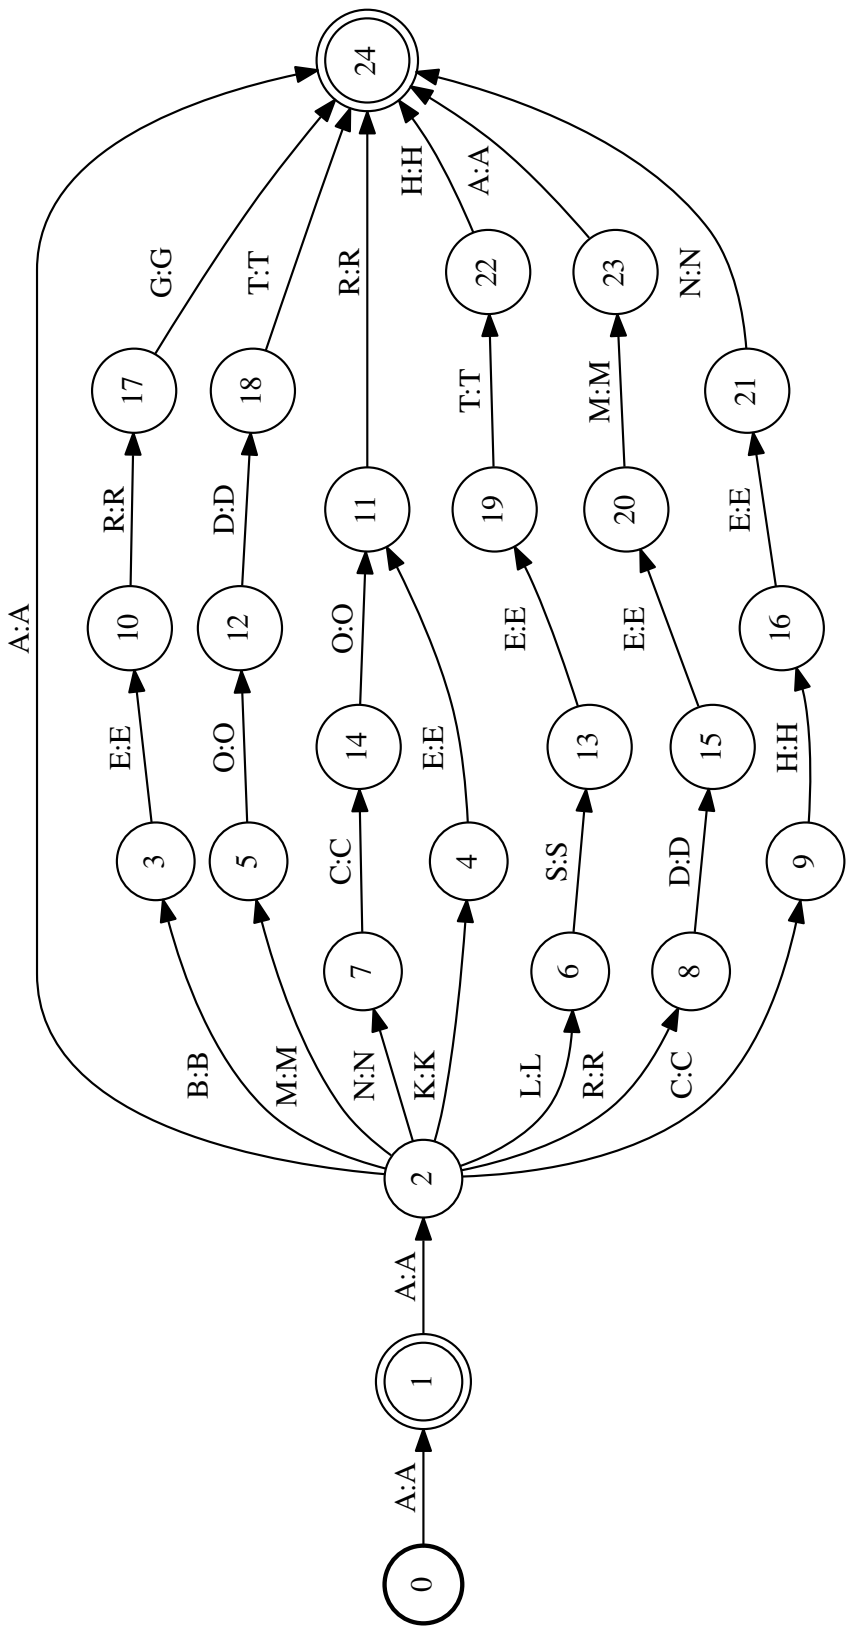 0
A:A
1
A:A
2
A:A
B:B
M:M
N:N
K:K
L:L
R:R
C:C
3
5
7
4
6
8
9
E:E
O:O
C:C
E:E
S:S
D:D
H:H
10
12
14
13
15
16
R:R
D:D
O:O
E:E
E:E
E:E
17
18
11
19
20
21
G:G
T:T
R:R
T:T
M:M
N:N
22
23
H:H
A:A
24